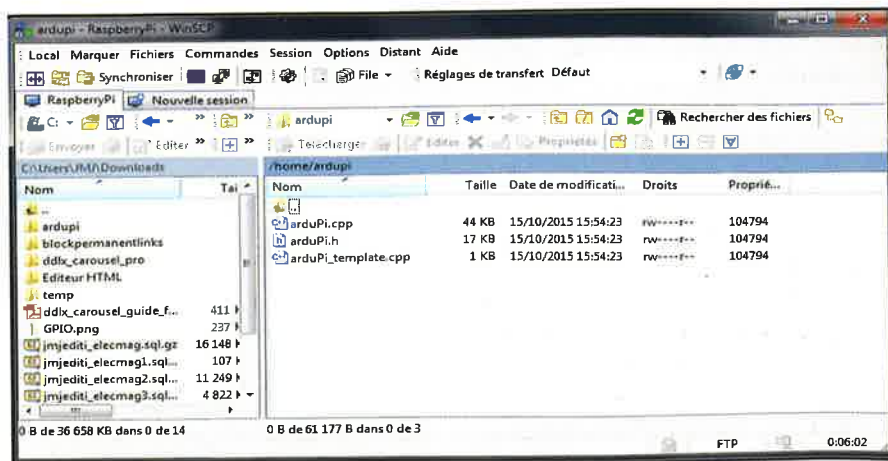 ardupi - RaspberryPi - WinSCP
Local Marquer Fichiers Commandes Session Options Distant Aide
Synchroniser File Réglages de transfert Défaut
RaspberryPi Nouvelle session
C: » » ardupi Rechercher des fichiers
Envoyer Editer » » Telecharger Editer Propriétés
C:\Users\JMA\Downloads /home/ardupi
Nom Tai Nom Taille Date de modificati... Droits Proprié...
.. ..
ardupi arduPi.cpp 44 KB 15/10/2015 15:54:23 rw----r-- 104794
blockpermanentlinks arduPi.h 17 KB 15/10/2015 15:54:23 rw----r-- 104794
ddlx_carousel_pro arduPi_template.cpp 1 KB 15/10/2015 15:54:23 rw----r-- 104794
Editeur HTML
temp
ddlx_carousel_guide_f... 411
GPIO.png 237
jmjediti_elecmag.sql.gz 16 148
jmjediti_elecmag1.sql... 107
jmjediti_elecmag2.sql... 11 249
jmjediti_elecmag3.sql... 4 822
0 B de 36 658 KB dans 0 de 14 0 B de 61 177 B dans 0 de 3
FTP 0:06:02